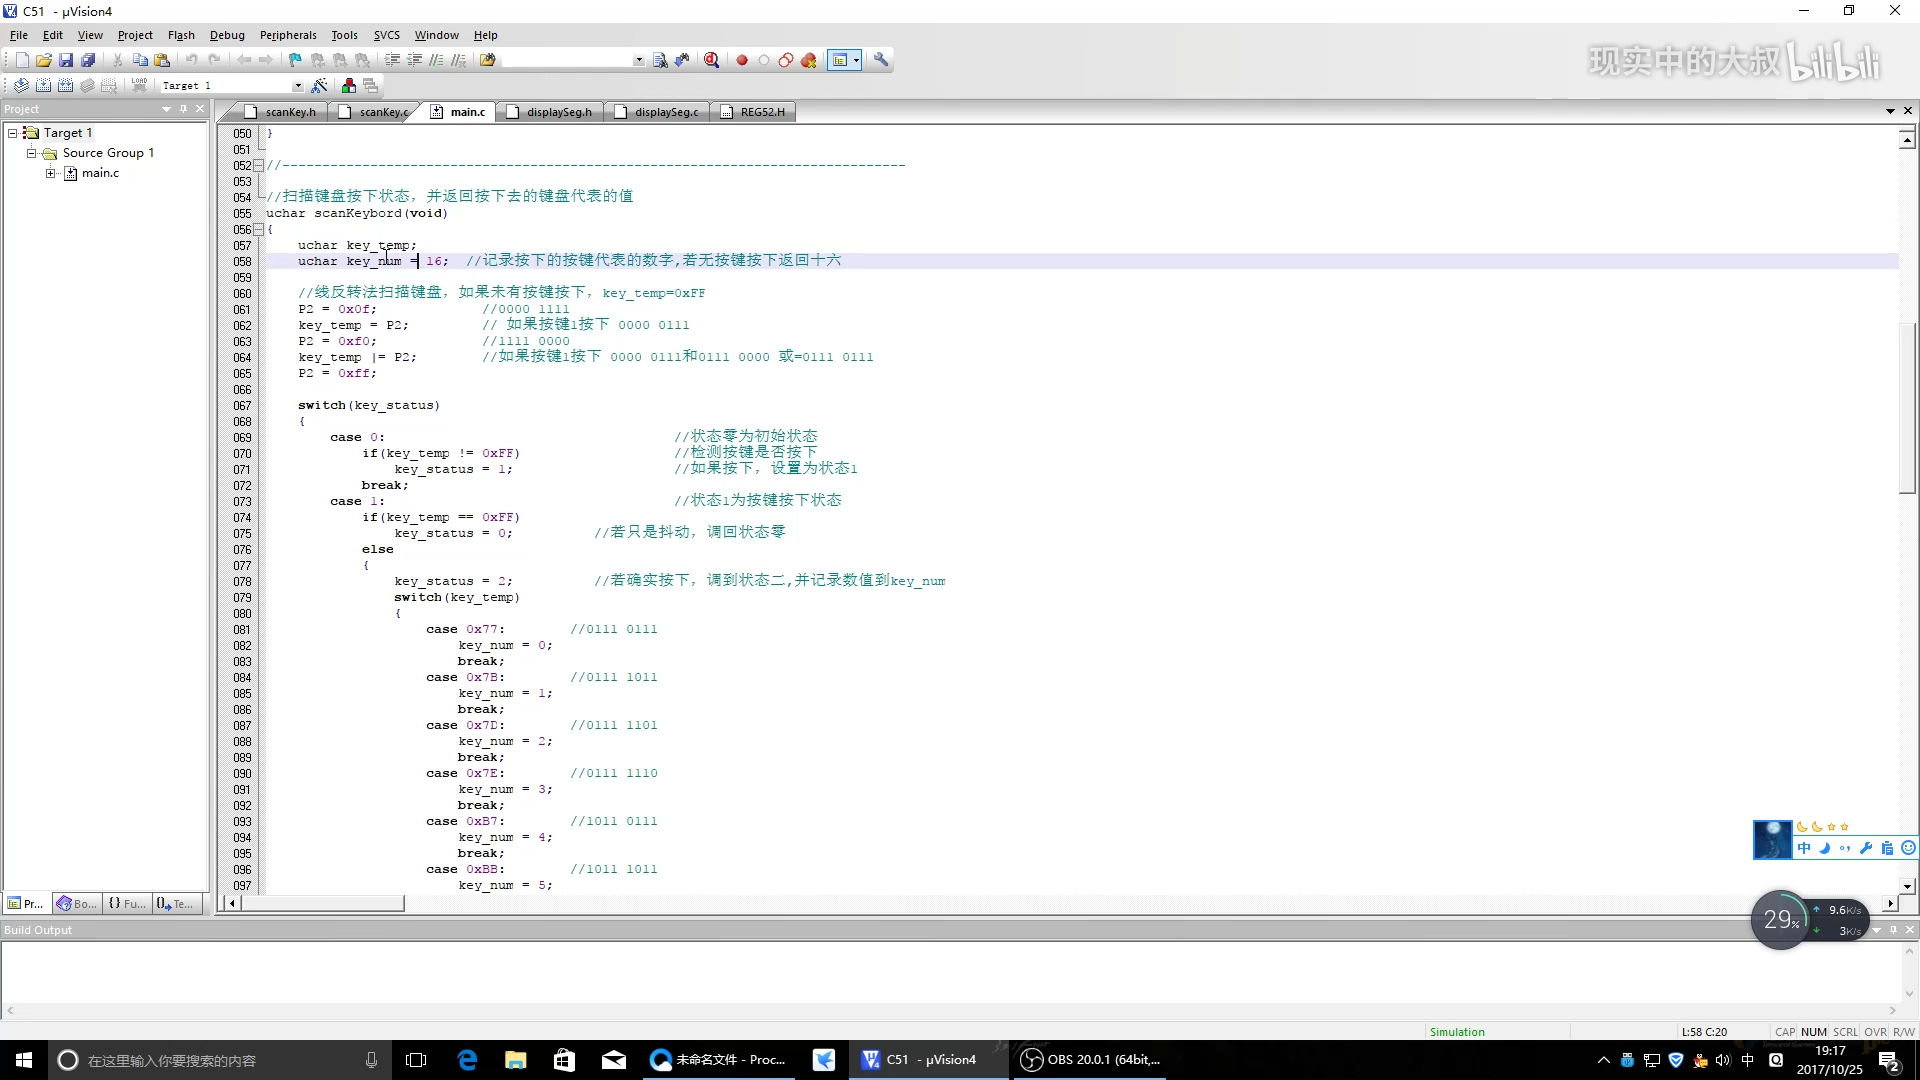 C51 - µVision4
File Edit View Project Flash Debug Peripherals Tools SVCS Window Help
现实中的大叔 bilibili
LOAD Target 1
Project
scanKey.h scanKey.c main.c displaySeg.h displaySeg.c REG52.H
Target 1
Source Group 1
main.c
050 }
051
052 //------------------------------------------------------------------------------
053
054 //扫描键盘按下状态，并返回按下去的键盘代表的值
055 uchar scanKeybord(void)
056 {
057 uchar key_temp;
058 uchar key_num = 16; //记录按下的按键代表的数字,若无按键按下返回十六
059
060 //线反转法扫描键盘，如果未有按键按下，key_temp=0xFF
061 P2 = 0x0f; //0000 1111
062 key_temp = P2; // 如果按键1按下 0000 0111
063 P2 = 0xf0; //1111 0000
064 key_temp |= P2; //如果按键1按下 0000 0111和0111 0000 或=0111 0111
065 P2 = 0xff;
066
067 switch(key_status)
068 {
069 case 0: //状态零为初始状态
070 if(key_temp != 0xFF) //检测按键是否按下
071 key_status = 1; //如果按下，设置为状态1
072 break;
073 case 1: //状态1为按键按下状态
074 if(key_temp == 0xFF)
075 key_status = 0; //若只是抖动，调回状态零
076 else
077 {
078 key_status = 2; //若确实按下，调到状态二,并记录数值到key_num
079 switch(key_temp)
080 {
081 case 0x77: //0111 0111
082 key_num = 0;
083 break;
084 case 0x7B: //0111 1011
085 key_num = 1;
086 break;
087 case 0x7D: //0111 1101
088 key_num = 2;
089 break;
090 case 0x7E: //0111 1110
091 key_num = 3;
092 break;
093 case 0xB7: //1011 0111
094 key_num = 4;
095 break;
096 case 0xBB: //1011 1011
097 key_num = 5;
中
Pr... Bo... {} Fu... Te...
29% 9.6K/s
3K/s
Build Output
Simulation L:58 C:20 CAP NUM SCRL OVR R/W
在这里输入你要搜索的内容 未命名文件 - Proc... C51 - µVision4 OBS 20.0.1 (64bit,... 中 19:17
2017/10/25 2